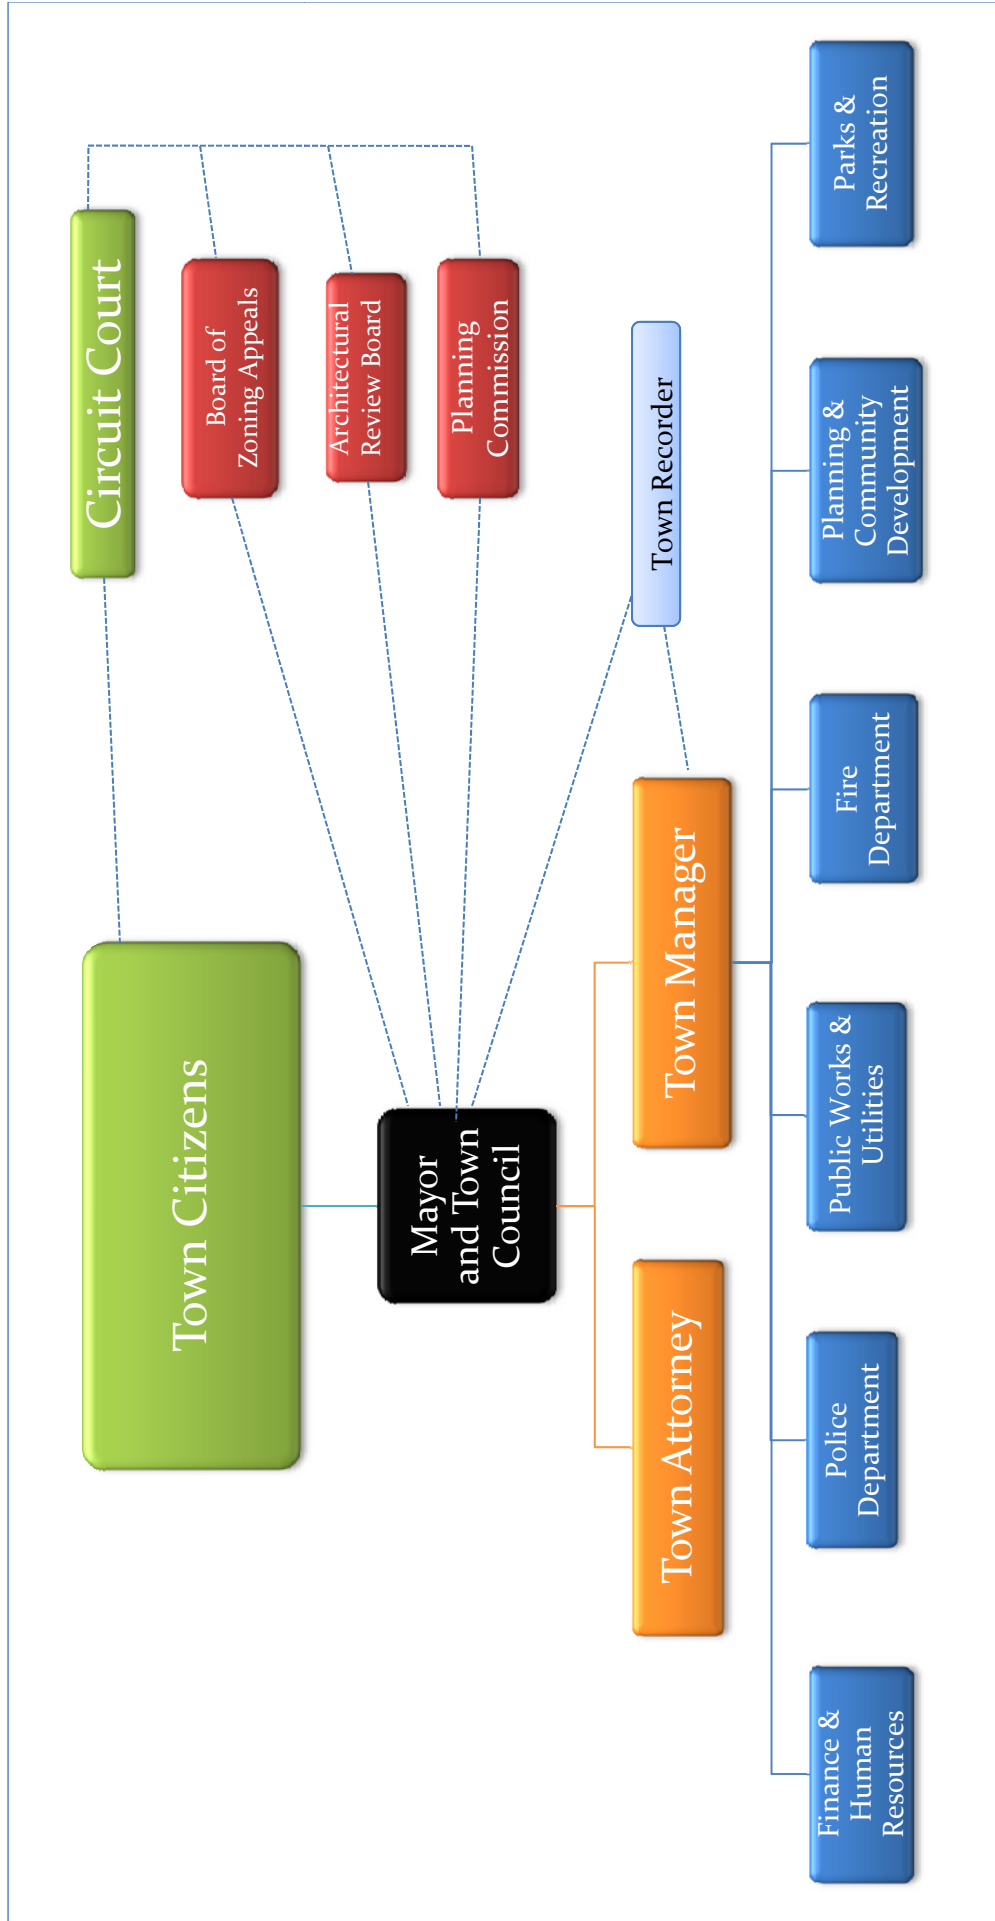 Town Citizens
Circuit Court
Board of
Zoning Appeals
Architectural
Review Board
Planning
Commission
Mayor
and Town
Council
Town Recorder
Town Attorney
Town Manager
Finance &
Human
Resources
Police
Department
Public Works &
Utilities
Fire
Department
Planning &
Community
Development
Parks &
Recreation